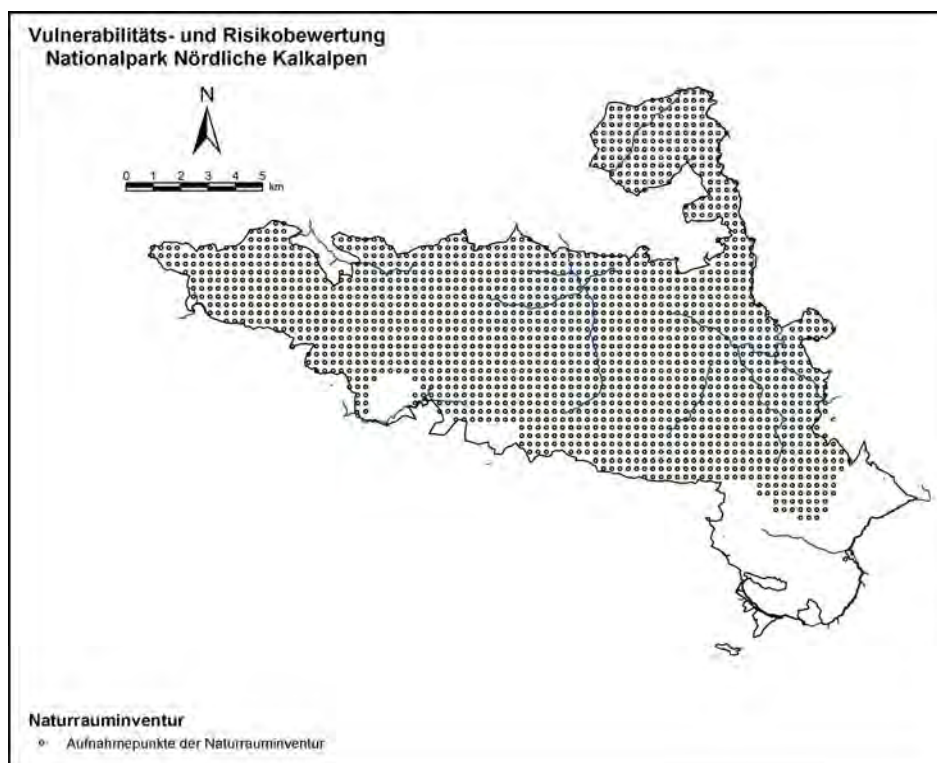 Vulnerabilitäts- und Risikobewertung
Nationalpark Nördliche Kalkalpen
N
0 1 2 3 4 5
km
Naturrauminventur
Aufnahmepunkte der Naturrauminventur